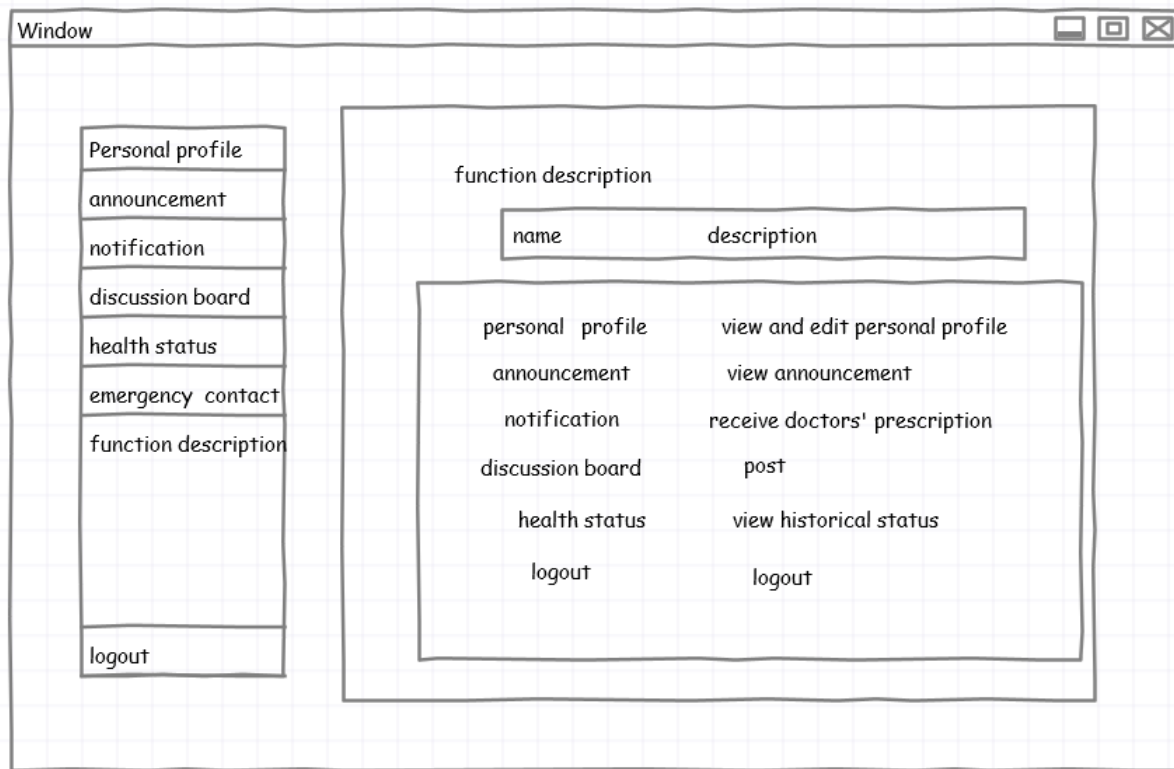 Window
Personal profile
announcement
notification
discussion board
health status
emergency contact
function description
logout
function description
name description
personal profile view and edit personal profile
announcement view announcement
notification receive doctors' prescription
discussion board post
health status view historical status
logout logout